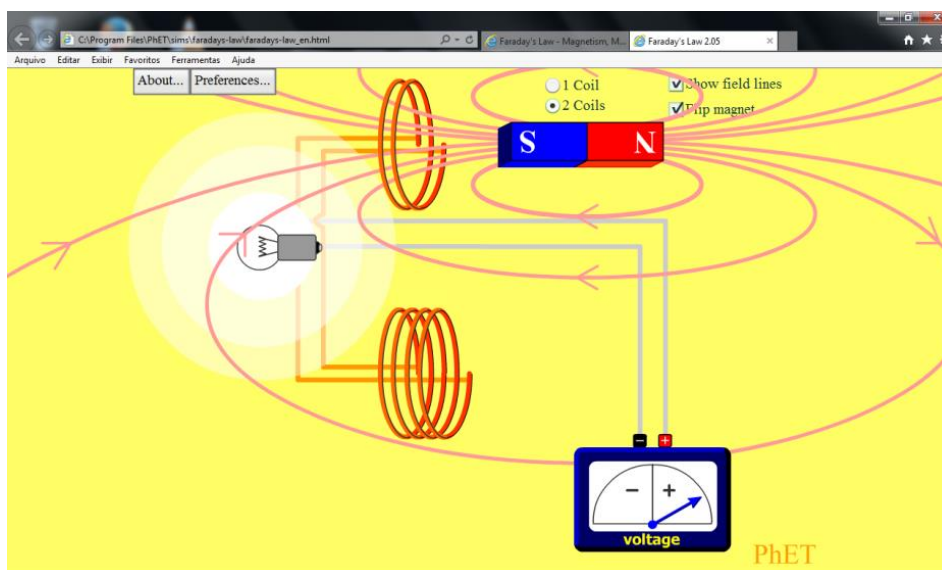 C:\Program Files\PhET\sims\faradays-law\faradays-law_en.html
Faraday's Law - Magnetism, M...
Faraday's Law 2.05
Arquivo Editar Exibir Favoritos Ferramentas Ajuda
About... Preferences...
1 Coil
2 Coils
Show field lines
Flip magnet
S N
− +
− +
voltage
PhET